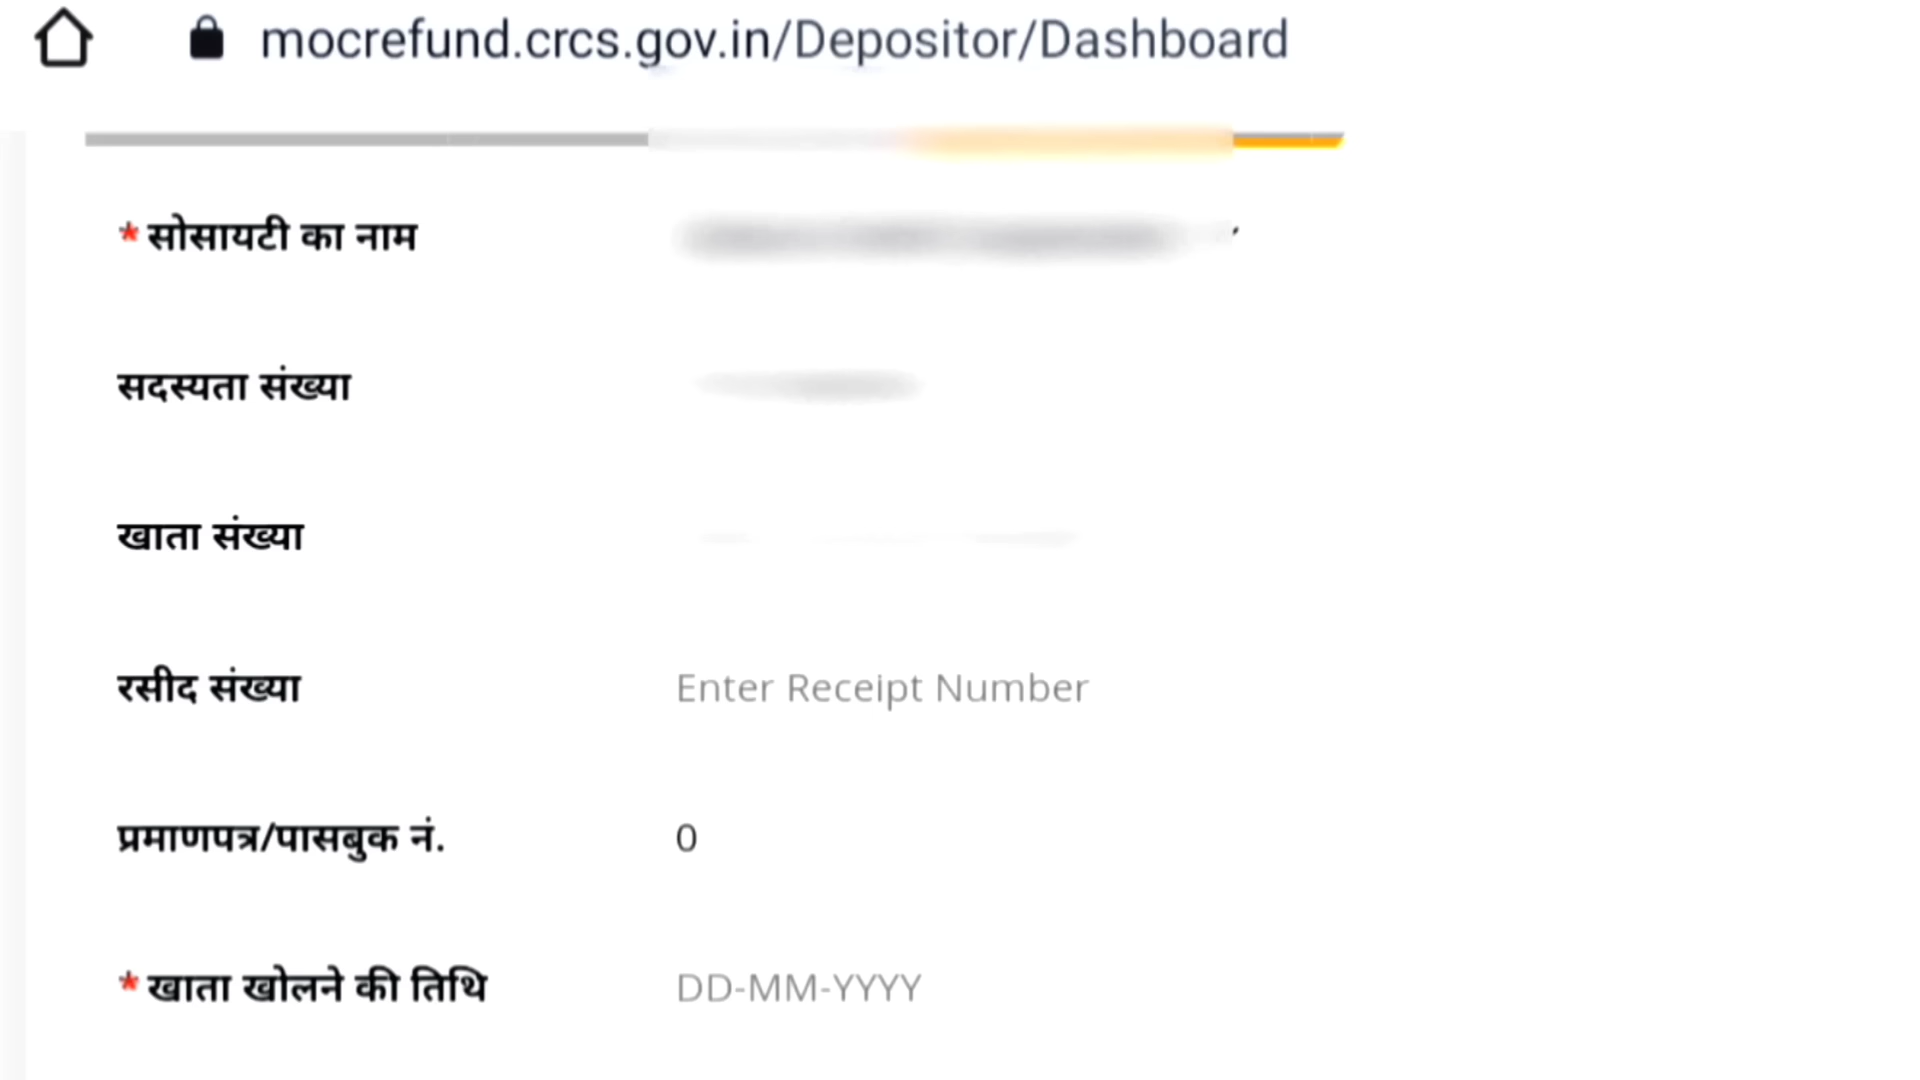 mocrefund.crcs.gov.in/Depositor/Dashboard
* सोसायटी का नाम
सदस्यता संख्या
खाता संख्या
रसीद संख्या Enter Receipt Number
प्रमाणपत्र/पासबुक नं. 0
* खाता खोलने की तिथि DD-MM-YYYY